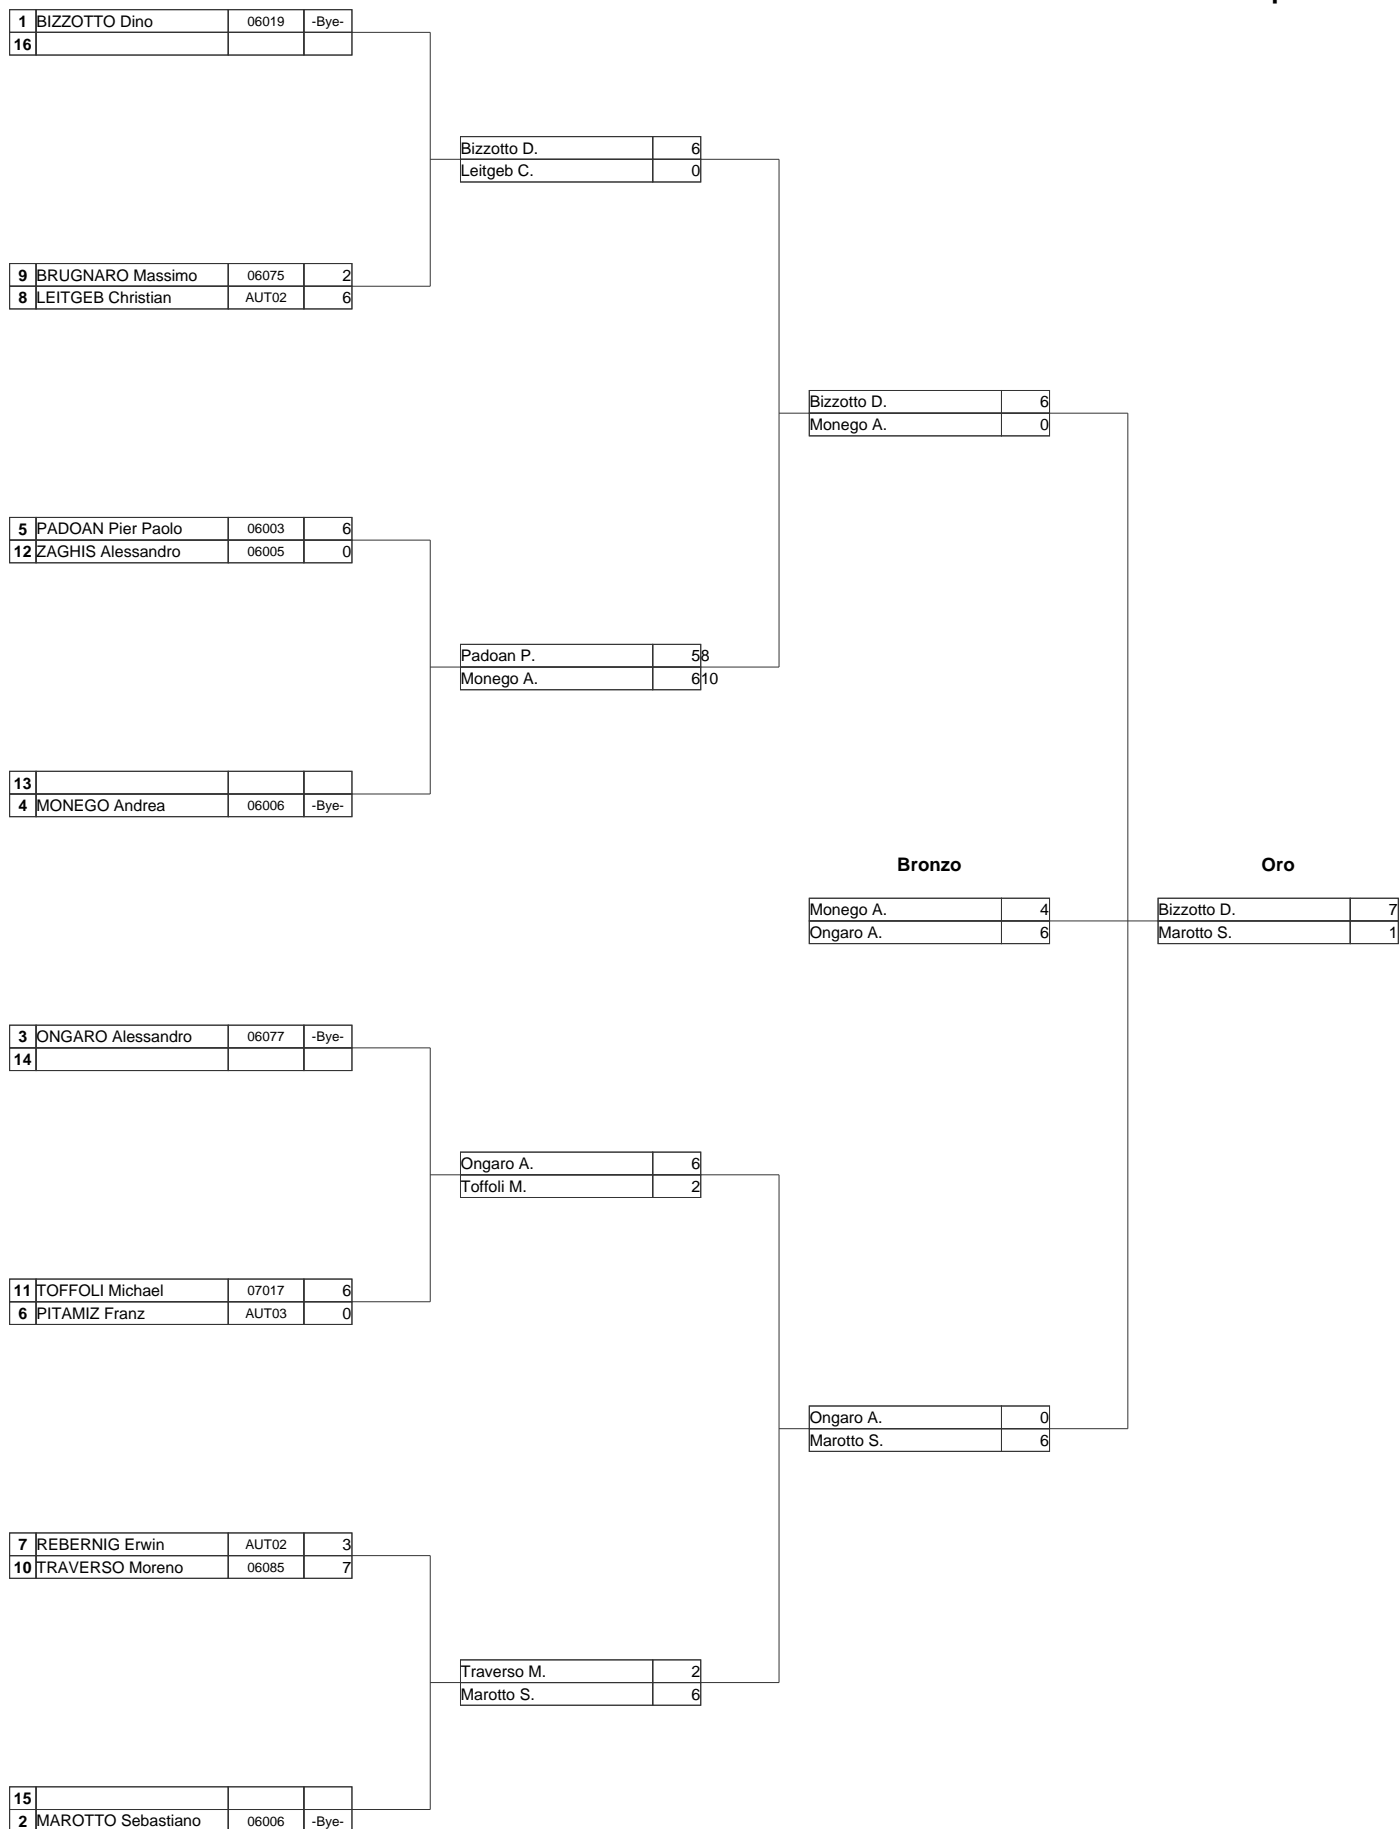 1 BIZZOTTO Dino 06019 -Bye-
16
Bizzotto D. 6
Leitgeb C. 0
9 BRUGNARO Massimo 06075 2
8 LEITGEB Christian AUT02 6
Bizzotto D. 6
Monego A. 0
5 PADOAN Pier Paolo 06003 6
12 ZAGHIS Alessandro 06005 0
Padoan P. 5 8
Monego A. 6 10
13
4 MONEGO Andrea 06006 -Bye-
Bronzo Oro
Monego A. 4 Bizzotto D. 7
Ongaro A. 6 Marotto S. 1
3 ONGARO Alessandro 06077 -Bye-
14
Ongaro A. 6
Toffoli M. 2
11 TOFFOLI Michael 07017 6
6 PITAMIZ Franz AUT03 0
Ongaro A. 0
Marotto S. 6
7 REBERNIG Erwin AUT02 3
10 TRAVERSO Moreno 06085 7
Traverso M. 2
Marotto S. 6
15
2 MAROTTO Sebastiano 06006 -Bye-